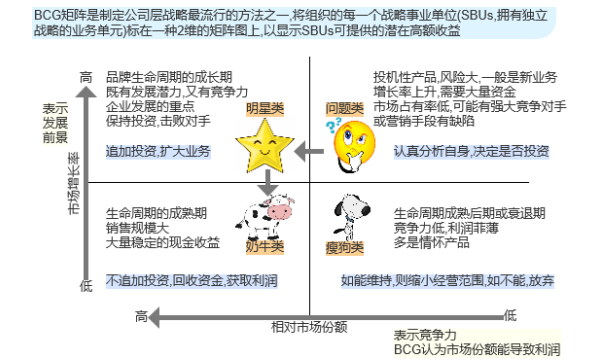 BCG矩阵是制定公司层战略最流行的方法之一,将组织的每一个战略事业单位(SBUs,拥有独立
战略的业务单元)标在一种2维的矩阵图上,以显示SBUs可提供的潜在高额收益
高
表示
发展
前景
市场增长率
低
品牌生命周期的成长期
既有发展潜力,又有竞争力
企业发展的重点
保持投资,击败对手
明星类
追加投资,扩大业务
投机性产品,风险大,一般是新业务
增长率上升,需要大量资金
市场占有率低,可能有强大竞争对手
或营销手段有缺陷
问题类
??
认真分析自身,决定是否投资
生命周期的成熟期
销售规模大
大量稳定的现金收益
奶牛类
不追加投资,回收资金,获取利润
生命周期成熟后期或衰退期
竞争力低,利润菲薄
多是情怀产品
瘦狗类
如能维持,则缩小经营范围,如不能,放弃
高
相对市场份额
低
表示竞争力
BCG认为市场份额能导致利润